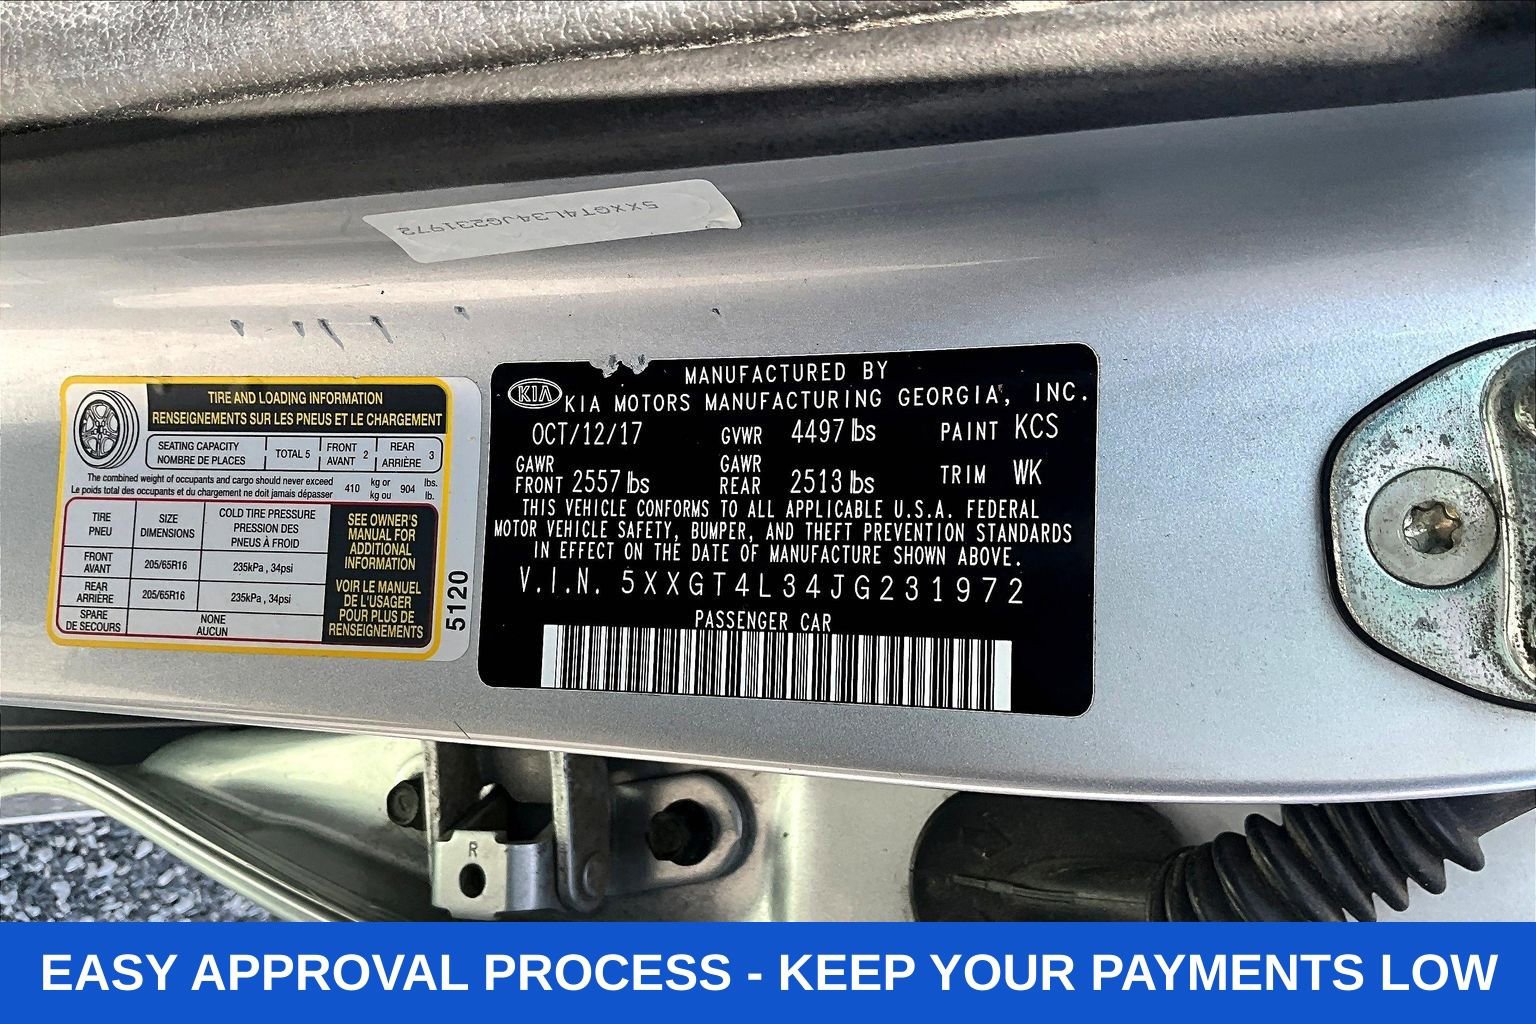 5XXGT4L34JG231972
TIRE AND LOADING INFORMATION
RENSEIGNEMENTS SUR LES PNEUS ET LE CHARGEMENT
SEATING CAPACITY
NOMBRE DE PLACES
TOTAL 5
FRONT
AVANT 2
REAR
ARRIÈRE 3
The combined weight of occupants and cargo should never exceed
Le poids total des occupants et du chargement ne doit jamais dépasser
410 kg or
kg ou 904 lbs.
lb.
TIRE
PNEU
SIZE
DIMENSIONS
COLD TIRE PRESSURE
PRESSION DES
PNEUS À FROID
FRONT
AVANT
205/65R16
235kPa , 34psi
REAR
ARRIÈRE
205/65R16
235kPa , 34psi
SPARE
DE SECOURS
NONE
AUCUN
SEE OWNER'S
MANUAL FOR
ADDITIONAL
INFORMATION
VOIR LE MANUEL
DE L'USAGER
POUR PLUS DE
RENSEIGNEMENTS
5120
MANUFACTURED BY
KIA KIA MOTORS MANUFACTURING GEORGIA, INC.
OCT/12/17 GVWR 4497 lbs PAINT KCS
GAWR
FRONT 2557 lbs
GAWR
REAR 2513 lbs
TRIM WK
THIS VEHICLE CONFORMS TO ALL APPLICABLE U.S.A. FEDERAL
MOTOR VEHICLE SAFETY, BUMPER, AND THEFT PREVENTION STANDARDS
IN EFFECT ON THE DATE OF MANUFACTURE SHOWN ABOVE.
V.I.N. 5XXGT4L34JG231972
PASSENGER CAR
R
EASY APPROVAL PROCESS - KEEP YOUR PAYMENTS LOW